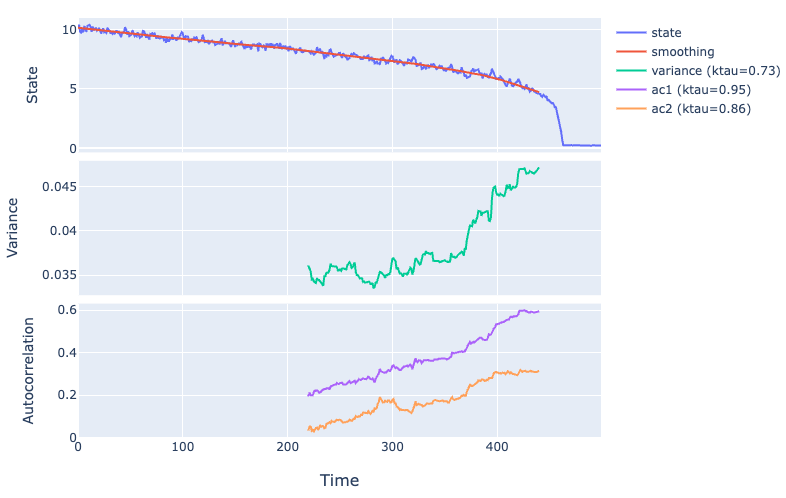 State
10
5
0
state
smoothing
variance (ktau=0.73)
ac1 (ktau=0.95)
ac2 (ktau=0.86)
Variance
0.045
0.04
0.035
Autocorrelation
0.6
0.4
0.2
0
0 100 200 300 400
Time